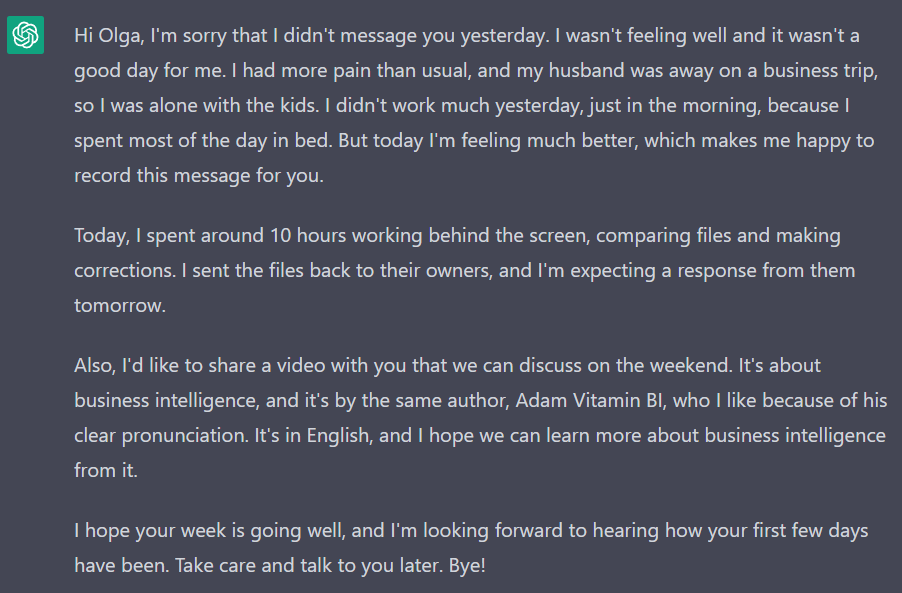 Hi Olga, I'm sorry that I didn't message you yesterday. I wasn't feeling well and it wasn't a
good day for me. I had more pain than usual, and my husband was away on a business trip,
so I was alone with the kids. I didn't work much yesterday, just in the morning, because I
spent most of the day in bed. But today I'm feeling much better, which makes me happy to
record this message for you.
Today, I spent around 10 hours working behind the screen, comparing files and making
corrections. I sent the files back to their owners, and I'm expecting a response from them
tomorrow.
Also, I'd like to share a video with you that we can discuss on the weekend. It's about
business intelligence, and it's by the same author, Adam Vitamin BI, who I like because of his
clear pronunciation. It's in English, and I hope we can learn more about business intelligence
from it.
I hope your week is going well, and I'm looking forward to hearing how your first few days
have been. Take care and talk to you later. Bye!